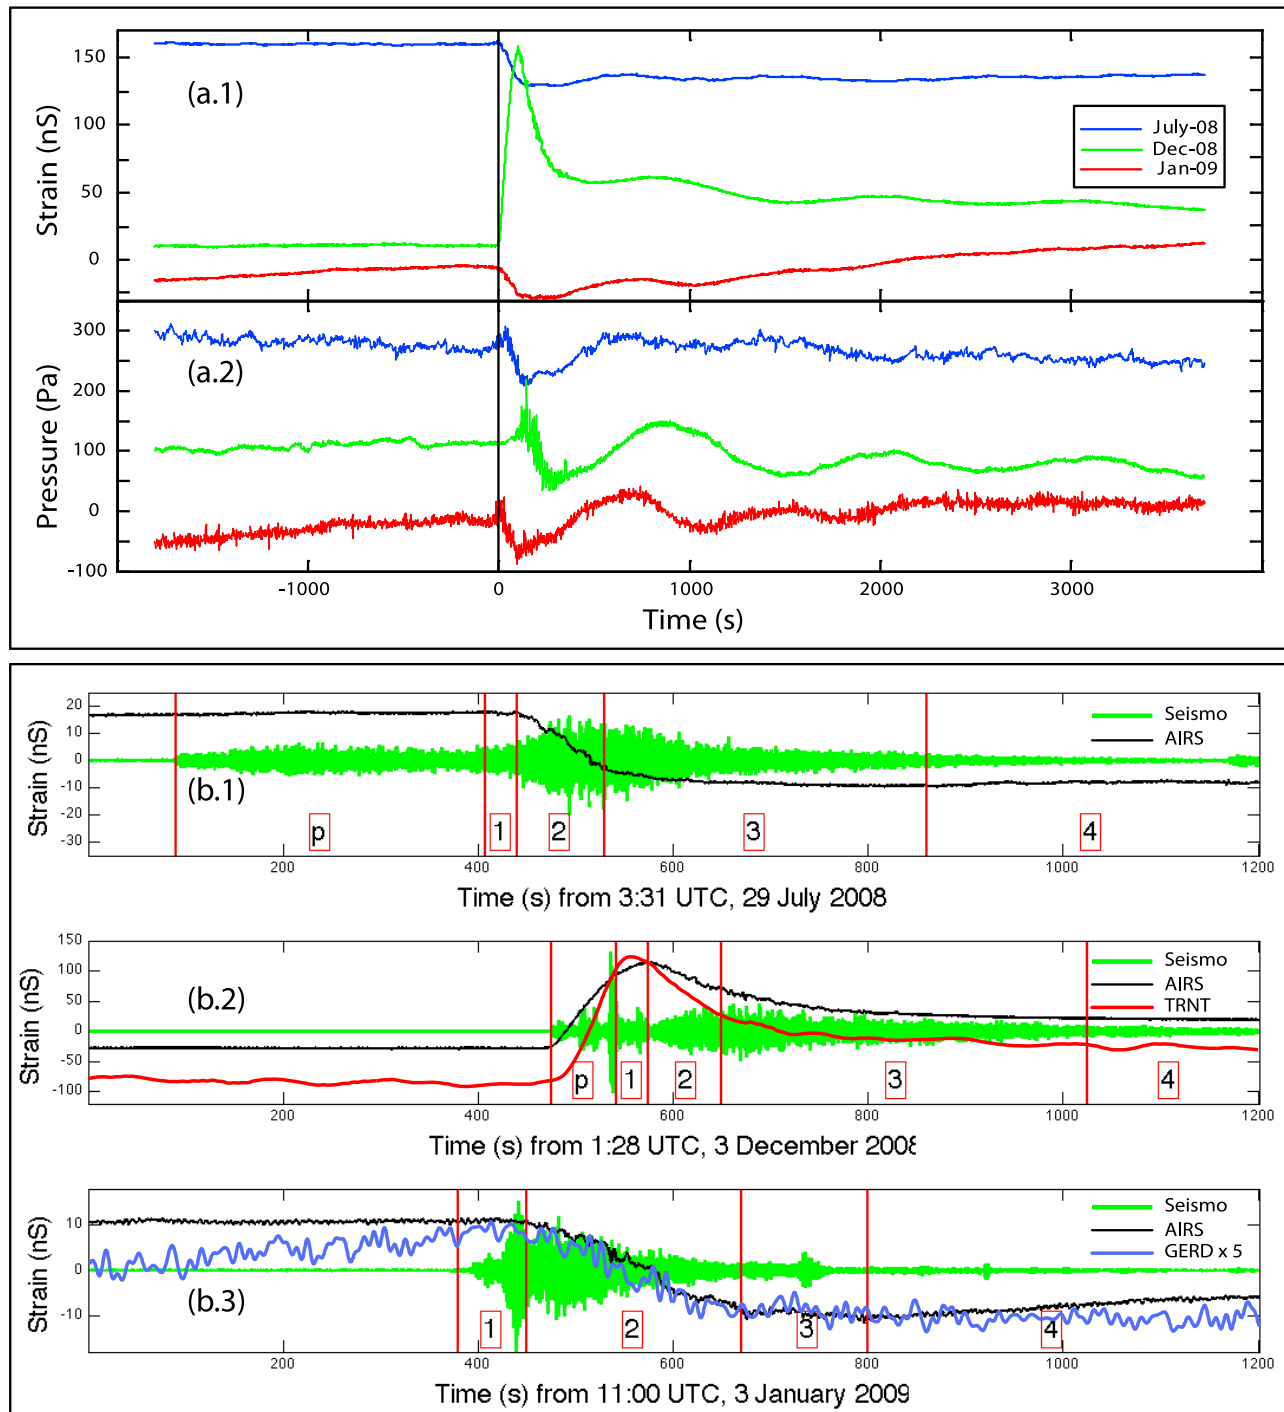 (a.1)
Strain (nS)
150
100
50
0
July-08
Dec-08
Jan-09
(a.2)
Pressure (Pa)
300
200
100
0
-100
-1000 0 1000 2000 3000
Time (s)
Strain (nS)
20
10
0
-10
-20
-30
Seismo
AIRS
(b.1)
p 1 2 3 4
200 400 600 800 1000 1200
Time (s) from 3:31 UTC, 29 July 2008
Strain (nS)
150
100
50
0
-50
-100
Seismo
AIRS
TRNT
(b.2)
p 1 2 3 4
200 400 600 800 1000 1200
Time (s) from 1:28 UTC, 3 December 2008
Strain (nS)
10
0
-10
Seismo
AIRS
GERD x 5
(b.3)
1 2 3 4
200 400 600 800 1000 1200
Time (s) from 11:00 UTC, 3 January 2009